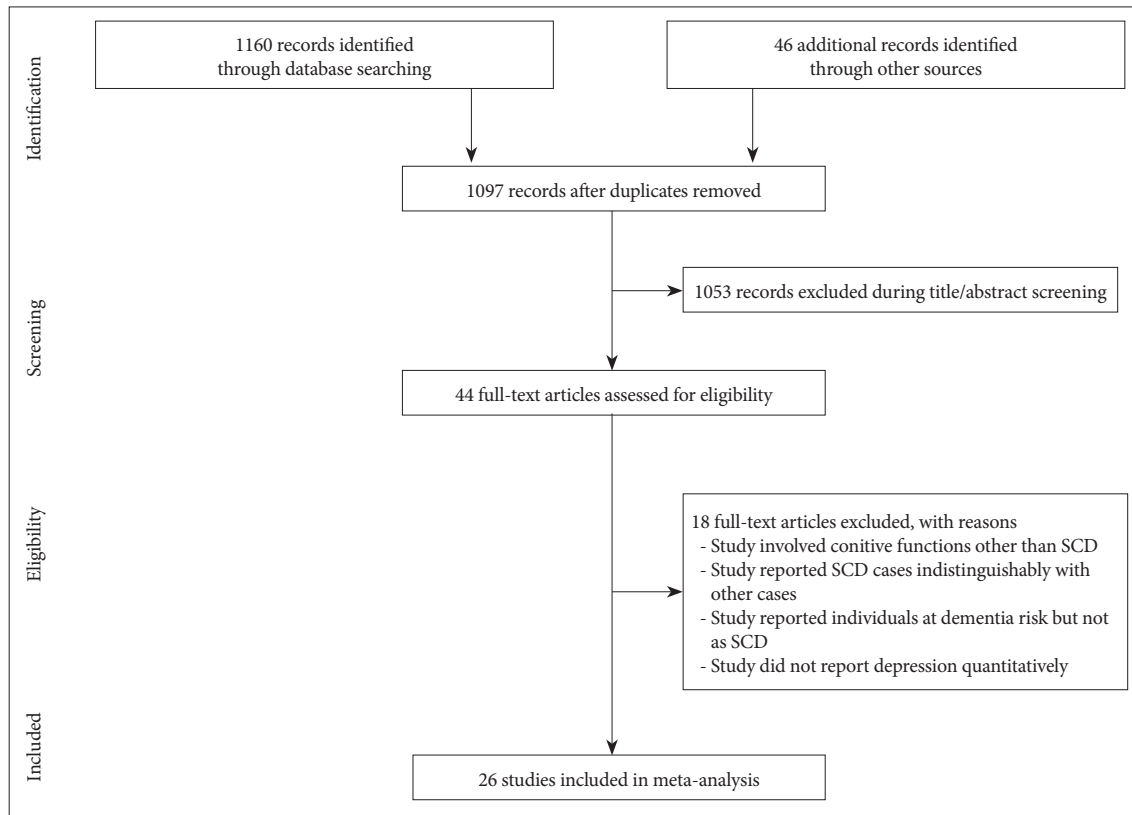 Identification
1160 records identified
through database searching
46 additional records identified
through other sources
1097 records after duplicates removed
Screening
1053 records excluded during title/abstract screening
44 full-text articles assessed for eligibility
Eligibility
18 full-text articles excluded, with reasons
- Study involved conitive functions other than SCD
- Study reported SCD cases indistinguishably with
other cases
- Study reported individuals at dementia risk but not
as SCD
- Study did not report depression quantitatively
Included
26 studies included in meta-analysis